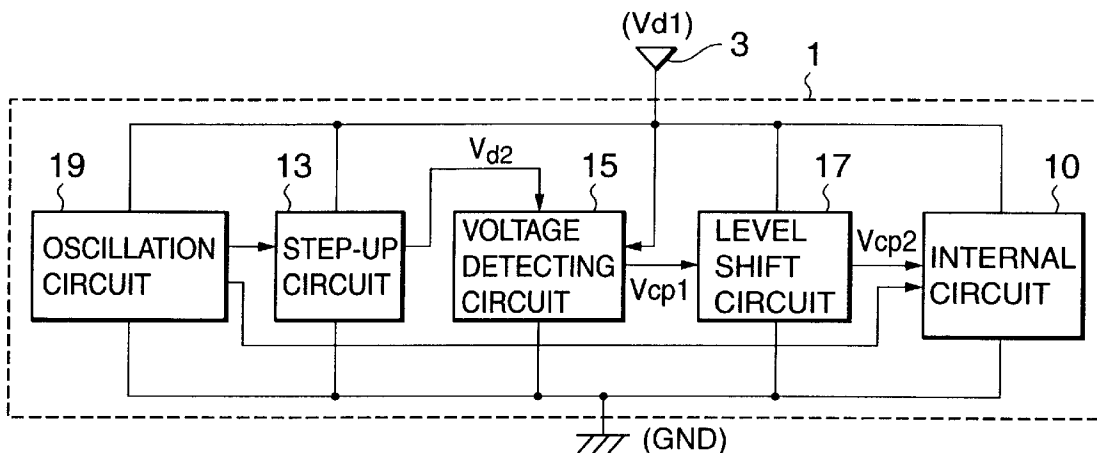 (Vd1)
3
1
19
13
Vd2
15
17
10
OSCILLATION
CIRCUIT
STEP-UP
CIRCUIT
VOLTAGE
DETECTING
CIRCUIT
Vcp1
LEVEL
SHIFT
CIRCUIT
Vcp2
INTERNAL
CIRCUIT
(GND)